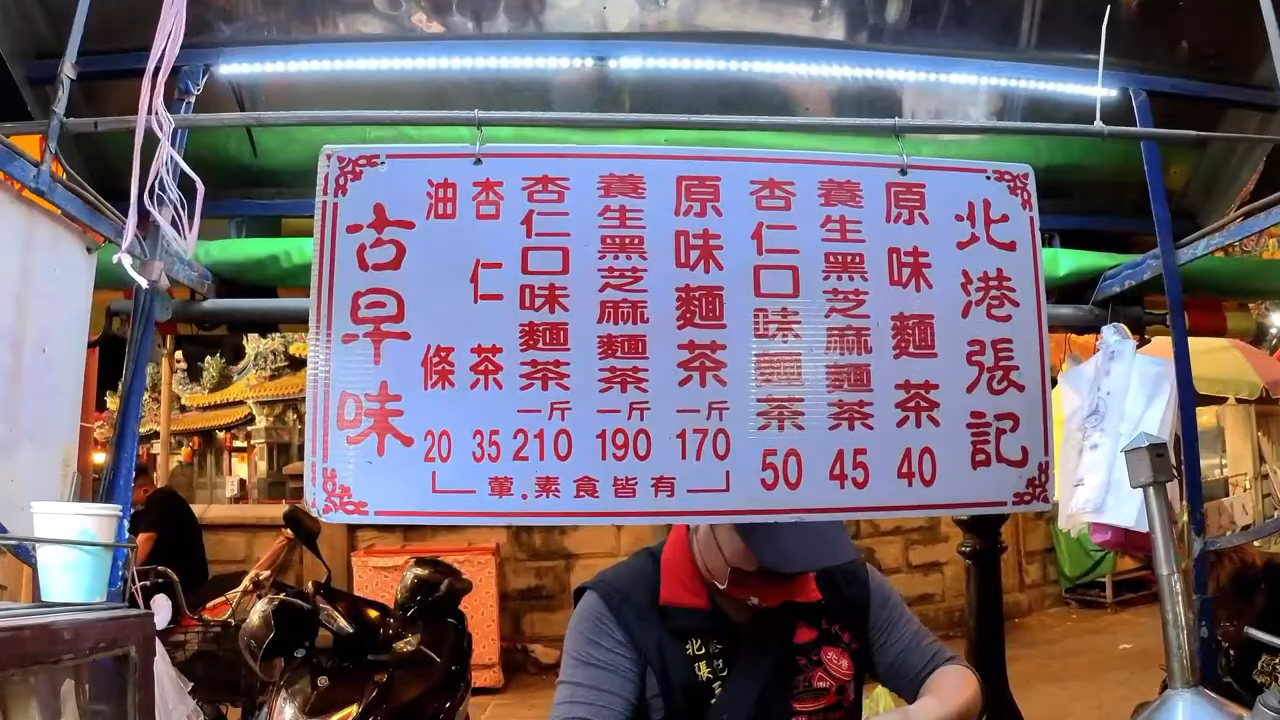 北港張記
原味麵茶 40
養生黑芝麻麵茶 45
杏仁口味麵茶 50
原味麵茶 一斤 170
養生黑芝麻麵茶 一斤 190
杏仁口味麵茶 一斤 210
杏仁茶 35
油條 20
葷.素食皆有
古早味
北港